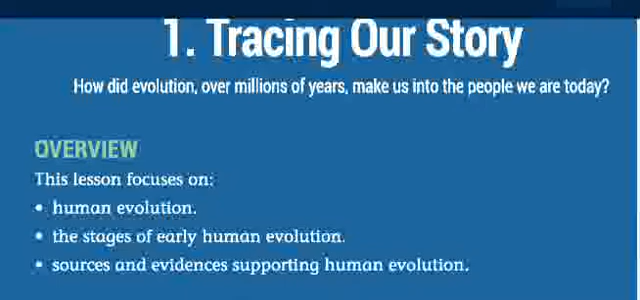 1. Tracing Our Story
How did evolution, over millions of years, make us into the people we are today?
OVERVIEW
This lesson focuses on:
• human evolution.
• the stages of early human evolution.
• sources and evidences supporting human evolution.